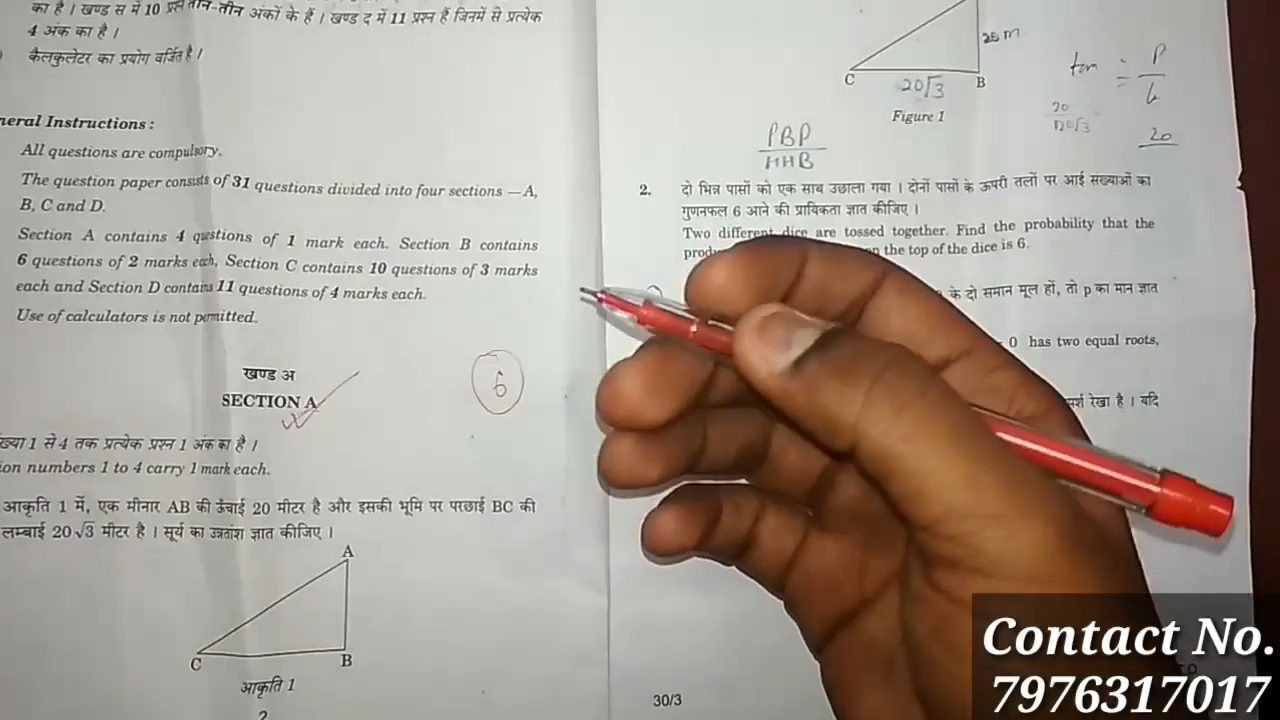 का है । खण्ड स में 10 प्रश्न तीन-तीन अंकों के हैं । खण्ड द में 11 प्रश्न हैं जिनमें से प्रत्येक
4 अंक का है ।
कैलकुलेटर का प्रयोग वर्जित है ।
neral Instructions :
All questions are compulsory.
The question paper consists of 31 questions divided into four sections — A,
B, C and D.
Section A contains 4 questions of 1 mark each. Section B contains
6 questions of 2 marks each, Section C contains 10 questions of 3 marks
each and Section D contains 11 questions of 4 marks each.
Use of calculators is not permitted.
खण्ड अ
SECTION A
6
ख्या 1 से 4 तक प्रत्येक प्रश्न 1 अंक का है ।
ion numbers 1 to 4 carry 1 mark each.
आकृति 1 में, एक मीनार AB की ऊँचाई 20 मीटर है और इसकी भूमि पर परछाई BC की
लम्बाई 20√3 मीटर है । सूर्य का उन्नतांश ज्ञात कीजिए ।
A
C B
आकृति 1
2
20 m
C B
20√3
Figure 1
tan = P
b
20
20
PBP
HHB
2. दो भिन्न पासों को एक साथ उछाला गया । दोनों पासों के ऊपरी तलों पर आई संख्याओं का
गुणनफल 6 आने की प्रायिकता ज्ञात कीजिए ।
Two different dice are tossed together. Find the probability that the
on the top of the dice is 6.
के दो समान मूल हों, तो p का मान ज्ञात
0 has two equal roots,
रेखा है । यदि
30/3
Contact No.
7976317017